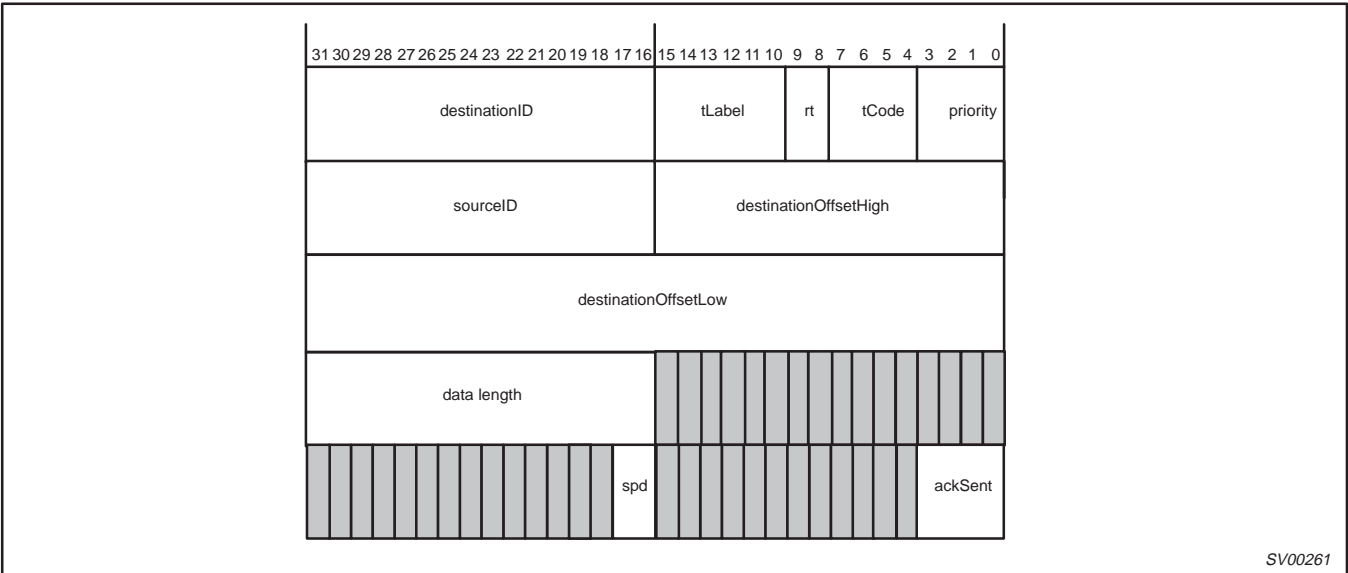 31 30 29 28 27 26 25 24 23 22 21 20 19 18 17 16 15 14 13 12 11 10 9 8 7 6 5 4 3 2 1 0
destinationID tLabel rt tCode priority
sourceID destinationOffsetHigh
destinationOffsetLow
data length
spd ackSent
SV00261